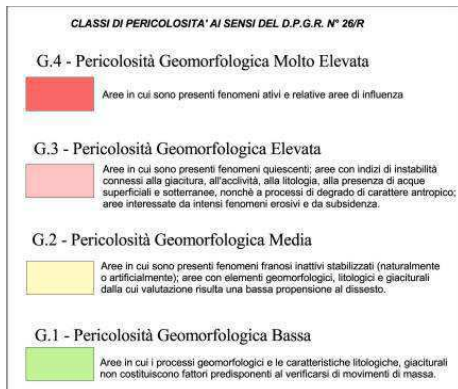 CLASSI DI PERICOLOSITA' AI SENSI DEL D.P.G.R. N° 26/R
G.4 - Pericolosità Geomorfologica Molto Elevata
Aree in cui sono presenti fenomeni ativi e relative aree di influenza
G.3 - Pericolosità Geomorfologica Elevata
Aree in cui sono presenti fenomeni quiescenti; aree con indizi di instabilità
connessi alla giacitura, all'acclività, alla litologia, alla presenza di acque
superficiali e sotterranee, nonchè a processi di degrado di carattere antropico;
aree interessate da intensi fenomeni erosivi e da subsidenza.
G.2 - Pericolosità Geomorfologica Media
Aree in cui sono presenti fenomeni franosi inattivi stabilizzati (naturalmente
o artificialmente); aree con elementi geomorfologici, litologici e giaciturali
dalla cui valutazione risulta una bassa propensione al dissesto.
G.1 - Pericolosità Geomorfologica Bassa
Aree in cui i processi geomorfologici e le caratteristiche litologiche, giaciturali
non costituiscono fattori predisponenti al verificarsi di movimenti di massa.